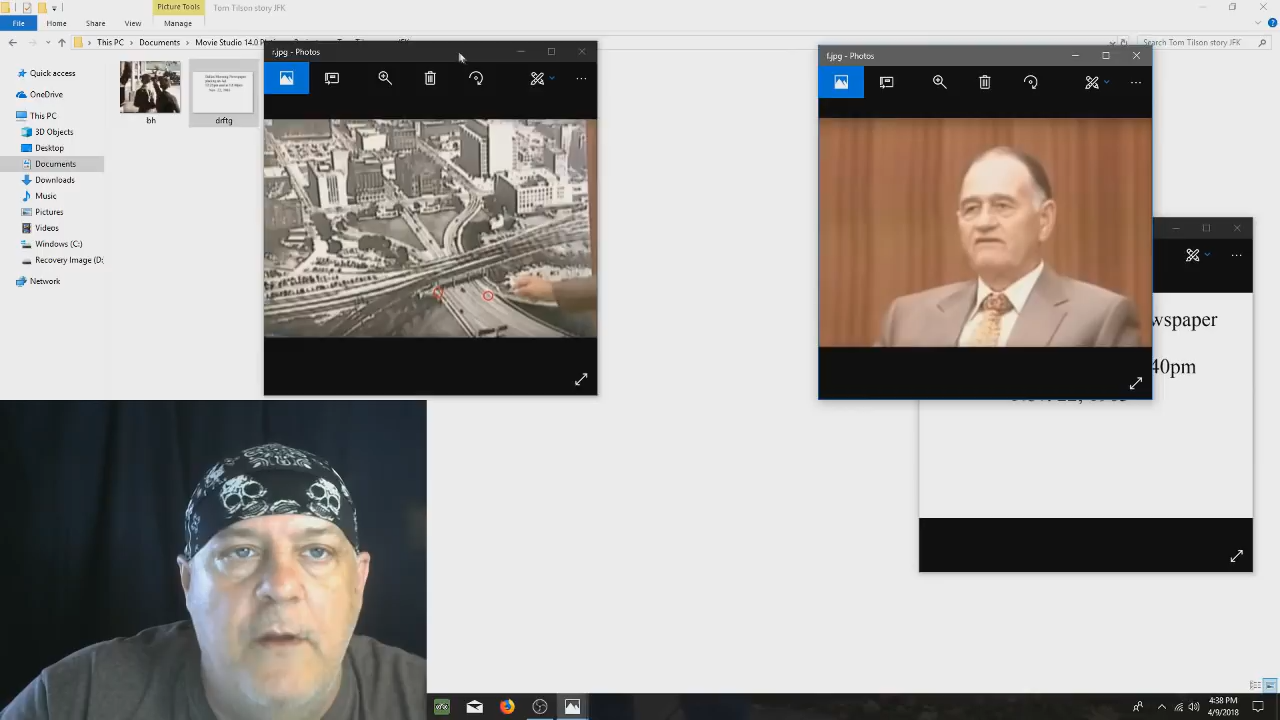 Picture Tools
Tom Tilson story JFK
File
Home
Share
View
Manage
This PC
Documents
Movie Studio 14.0
JFK
Search Tom Tilson story JFK
Quick access
OneDrive
This PC
3D Objects
Desktop
Documents
Downloads
Music
Pictures
Videos
Windows (C:)
Recovery Image (D:
Network
bh
drftg
r.jpg - Photos
f.jpg - Photos
wspaper
40pm
4:38 PM
4/9/2018